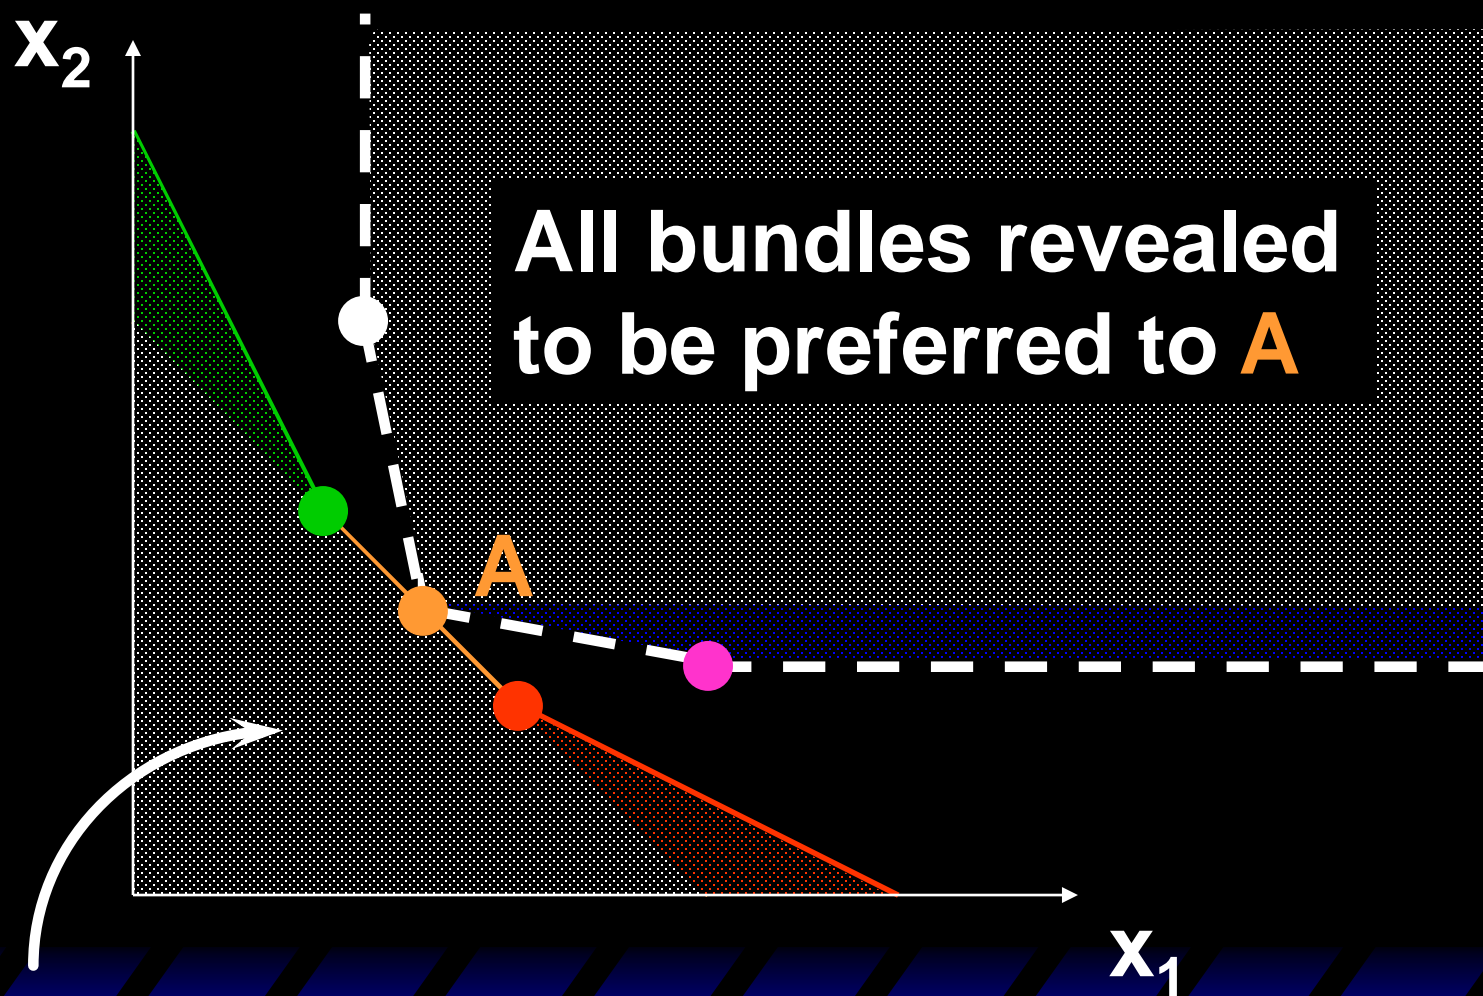 x₂
All bundles revealed
to be preferred to A
A
x₁